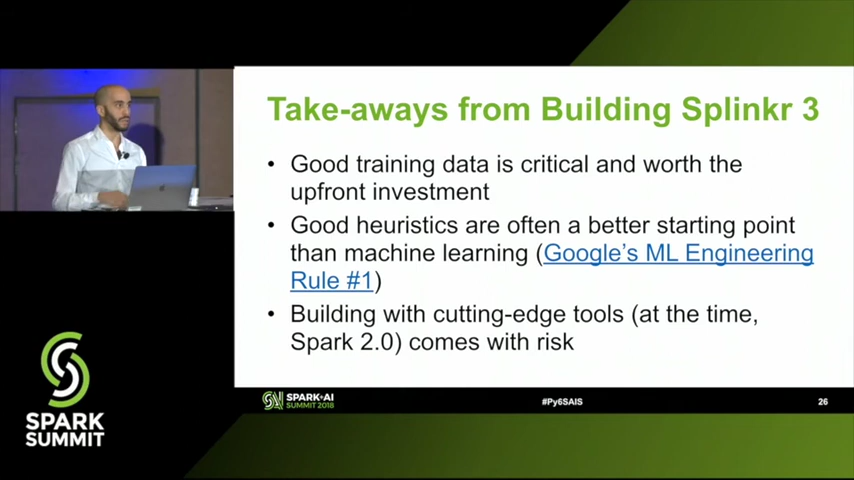 Take-aways from Building Splinkr 3
• Good training data is critical and worth the
upfront investment
• Good heuristics are often a better starting point
than machine learning (Google's ML Engineering
Rule #1)
• Building with cutting-edge tools (at the time,
Spark 2.0) comes with risk
SPARK+AI
SUMMIT 2018
#Py6SAIS
26
SPARK
SUMMIT